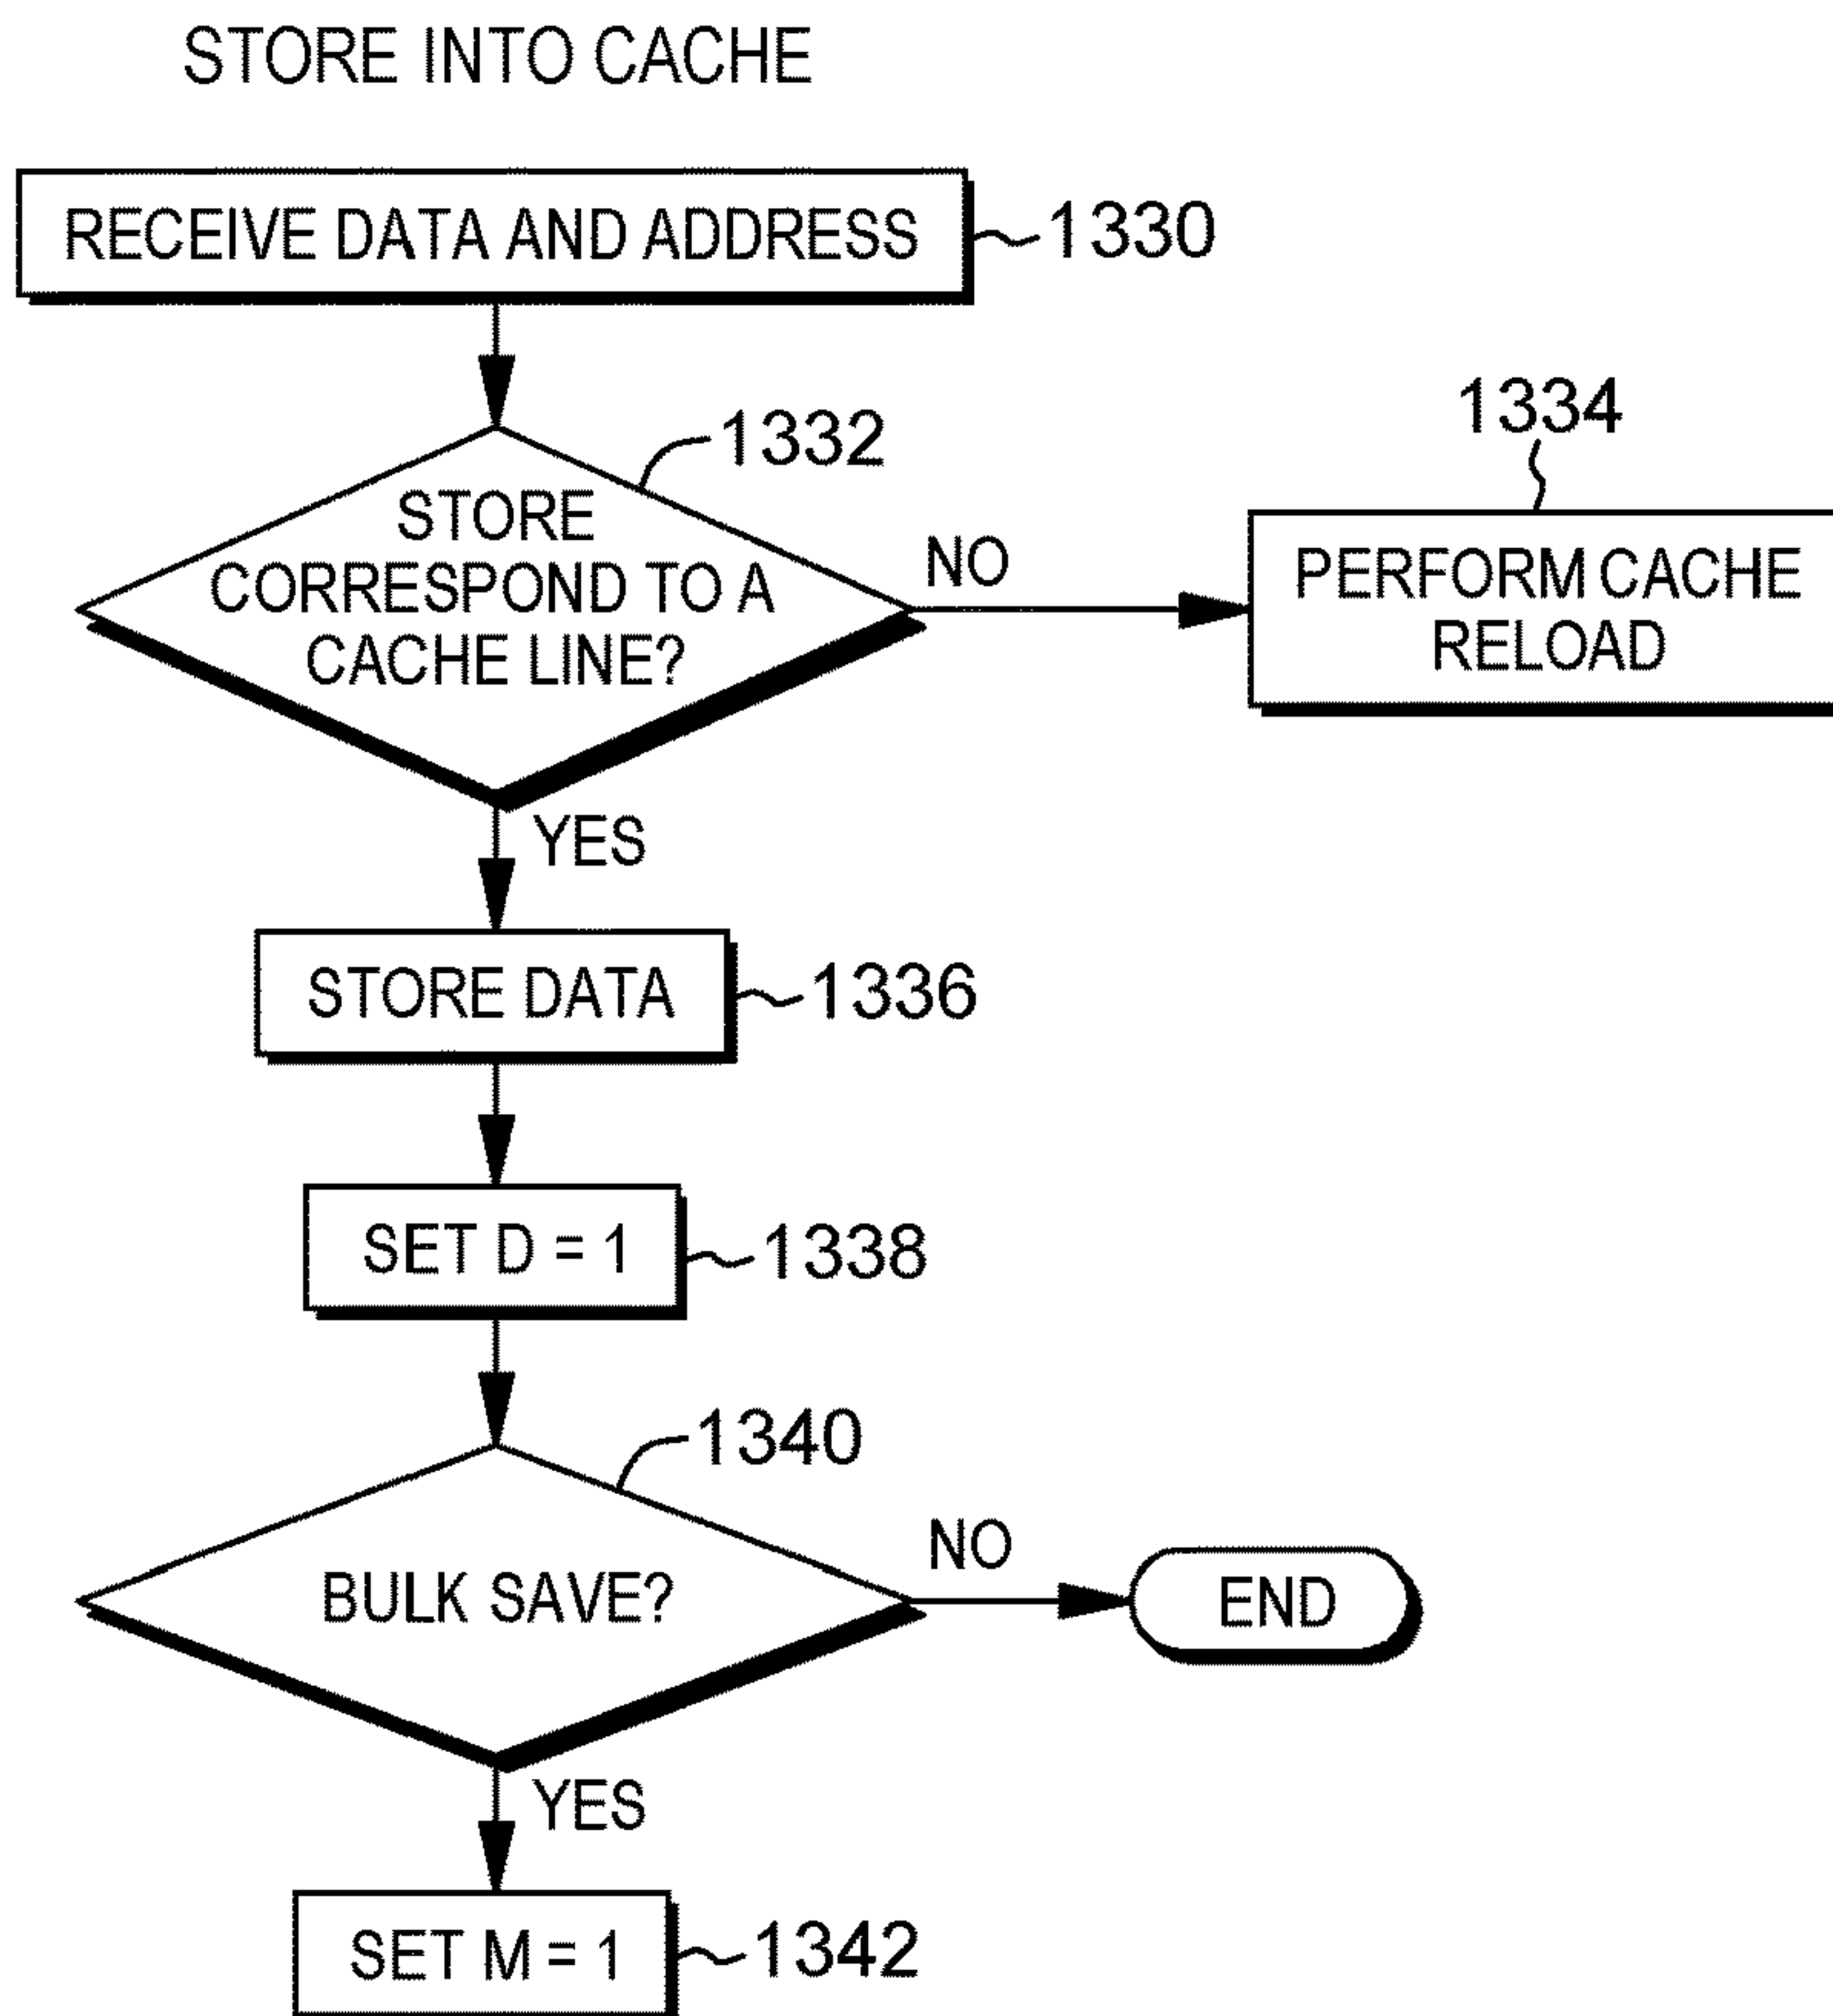 STORE INTO CACHE
RECEIVE DATA AND ADDRESS
1330
1332
STORE
CORRESPOND TO A
CACHE LINE?
NO
1334
PERFORM CACHE
RELOAD
YES
STORE DATA
1336
SET D = 1
1338
1340
BULK SAVE?
NO
END
YES
SET M = 1
1342